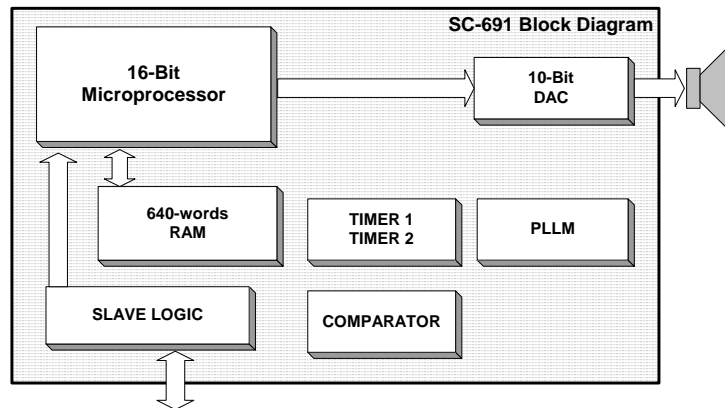 SC-691 Block Diagram
16-Bit
Microprocessor
10-Bit
DAC
640-words
RAM
TIMER 1
TIMER 2
PLLM
SLAVE LOGIC
COMPARATOR